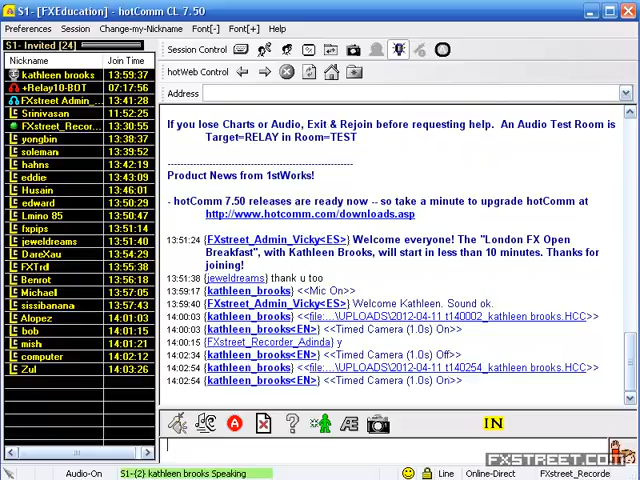 S1- [FXEducation] - hotComm CL 7.50
Preferences Session Change-my-Nickname Font[-] Font[+] Help
S1- Invited [24]
Nickname Join Time
kathleen brooks 13:59:37
+Relay10-BOT 07:17:56
FXstreet Admin_... 13:41:28
Srinivasan 11:52:25
FXstreet_Recor... 13:30:55
yongbin 13:38:37
soleman 13:39:52
hahns 13:42:19
eddie 13:39:16
Husain 13:46:01
edward 13:50:29
Lmino 85 13:50:47
fxpips 13:51:14
jeweldreams 13:51:40
DareXau 13:54:29
FXTrd 13:55:38
Benrot 13:56:18
Michael 13:57:05
sissibanana 13:57:43
Alopez 14:01:03
bob 14:01:15
mish 14:01:15
computer 14:02:12
Zul 14:03:26
Session Control
hotWeb Control
Address
If you lose Charts or Audio, Exit & Rejoin before requesting help. An Audio Test Room is
Target=RELAY in Room=TEST
Product News from 1stWorks!
- hotComm 7.50 releases are ready now -- so take a minute to upgrade hotComm at
http://www.hotcomm.com/downloads.asp
13:51:24 {FXstreet_Admin_Vicky<ES>} Welcome everyone! The "London FX Open
Breakfast", with Kathleen Brooks, will start in less than 10 minutes. Thanks for
joining!
13:51:38 {jeweldreams} thank u too
13:59:17 {kathleen_brooks} <<Mic On>>
13:59:40 {FXstreet_Admin_Vicky<ES>} Welcome Kathleen. Sound ok.
14:00:03 {kathleen_brooks} <<file:...\UPLOADS\2012-04-11 t140002_kathleen brooks.HCC>>
14:00:03 {kathleen_brooks<EN>} <<Timed Camera (1.0s) On>>
14:00:15 {FXstreet_Recorder_Adinda} y
14:02:34 {kathleen_brooks<EN>} <<Timed Camera (1.0s) Off>>
14:02:54 {kathleen_brooks} <<file:...\UPLOADS\2012-04-11 t140254_kathleen brooks.HCC>>
14:02:54 {kathleen_brooks<EN>} <<Timed Camera (1.0s) On>>
A ? Æ IN
FXSTREET.COM
Audio-On S1-{2} kathleen brooks Speaking Line Online-Direct FXstreet_Recorde